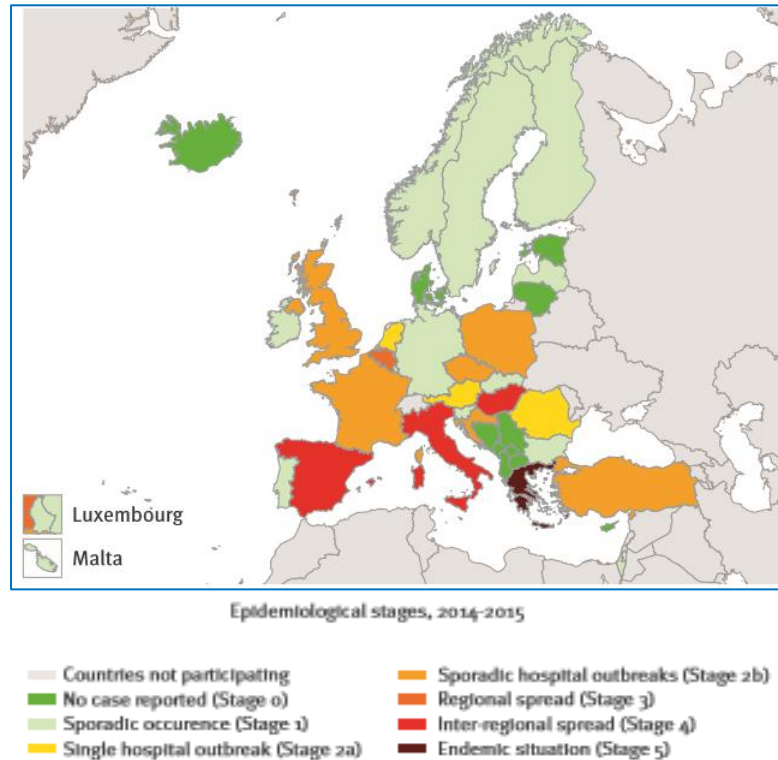 Luxembourg
Malta
Epidemiological stages, 2014-2015
Countries not participating
No case reported (Stage 0)
Sporadic occurence (Stage 1)
Single hospital outbreak (Stage 2a)
Sporadic hospital outbreaks (Stage 2b)
Regional spread (Stage 3)
Inter-regional spread (Stage 4)
Endemic situation (Stage 5)